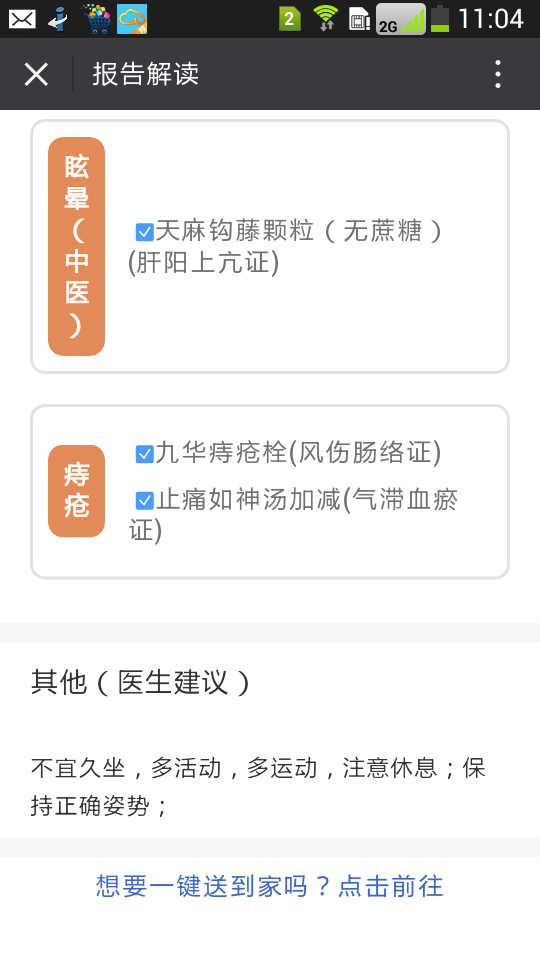 2
2G
11:04
报告解读
眩
晕
（
中
医
）
天麻钩藤颗粒（无蔗糖）
(肝阳上亢证)
痔
疮
九华痔疮栓(风伤肠络证)
止痛如神汤加减(气滞血瘀
证)
其他（医生建议）
不宜久坐，多活动，多运动，注意休息；保
持正确姿势；
想要一键送到家吗？点击前往